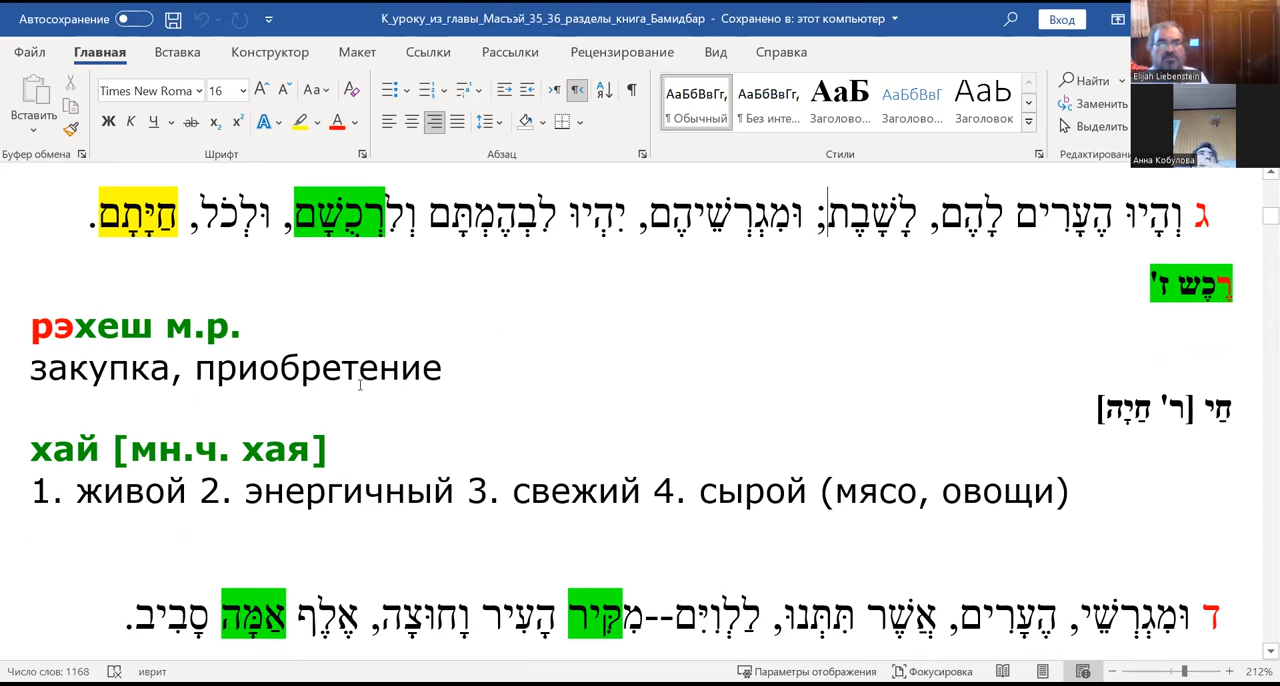 Автосохранение
К_уроку_из_главы_Масъэй_35_36_разделы_книга_Бамидбар - Сохранено в: этот компьютер
Вход
Файл Главная Вставка Конструктор Макет Ссылки Рассылки Рецензирование Вид Справка
Вставить
Times New Roma 16
Ж К Ч ab x₂ x² A A
АаБбВвГг, АаБбВвГг, АаБ АаБбВвГ АаЬ
¶ Обычный ¶ Без инте... Заголово... Заголово... Заголовок
Найти
Заменить
Выделить
Буфер обмена Шрифт Абзац Стили Редактировани
Elijah Liebenstein
Анна Кобулова
ג וְהָיוּ הֶעָרִים לָהֶם, לָשָׁבֶת; וּמִגְרְשֵׁיהֶם, יִהְיוּ לִבְהֶמְתָּם וְלִרְכֻשָׁם, וּלְכֹל, חַיָּתָם.
רֶכֶש ז'
рэхеш м.р.
закупка, приобретение
חַי [ר' חַיָה]
хай [мн.ч. хая]
1. живой 2. энергичный 3. свежий 4. сырой (мясо, овощи)
ד וּמִגְרְשֵׁי, הֶעָרִים, אֲשֶׁר תִּתְּנוּ, לַלְוִיִּם--מִקִּיר הָעִיר וָחוּצָה, אֶלֶף אַמָּה סָבִיב.
Число слов: 1168 иврит Параметры отображения Фокусировка 212%